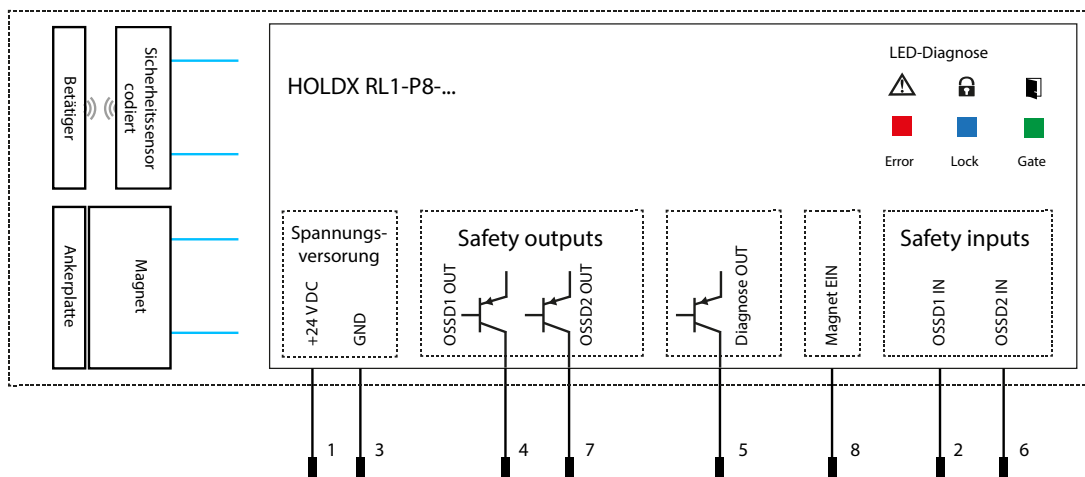 Betätiger
Sicherheitssensor
codiert
Ankerplatte
Magnet
HOLDX RL1-P8-...
LED-Diagnose
Error
Lock
Gate
Spannungs-
versorung
+24 VDC
GND
Safety outputs
OSSD1 OUT
OSSD2 OUT
Diagnose OUT
Magnet EIN
Safety inputs
OSSD1 IN
OSSD2 IN
1
3
4
7
5
8
2
6